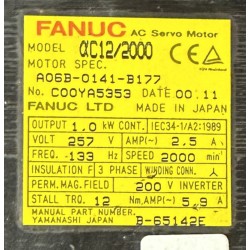 FANUC AC Servo Motor
MODEL αC12/2000
MOTOR SPEC.
A06B-0141-B177
No. C00YA5353 DATE 00.11
FANUC LTD MADE IN JAPAN
OUTPUT 1.0 kW CONT. IEC34-1/A2:1989
VOLT 257 V AMP(~) 2.5 A
FREQ.(~) 133 Hz SPEED 2000 min⁻¹
INSULATION F 3 PHASE WINDING CONN. 人
PERM. MAG. FIELD 200 V INVERTER
STALL TRQ. 12 Nm AMP(~) 5.9 A
MANUAL PART NUMBER B-65142E
YAMANASHI JAPAN